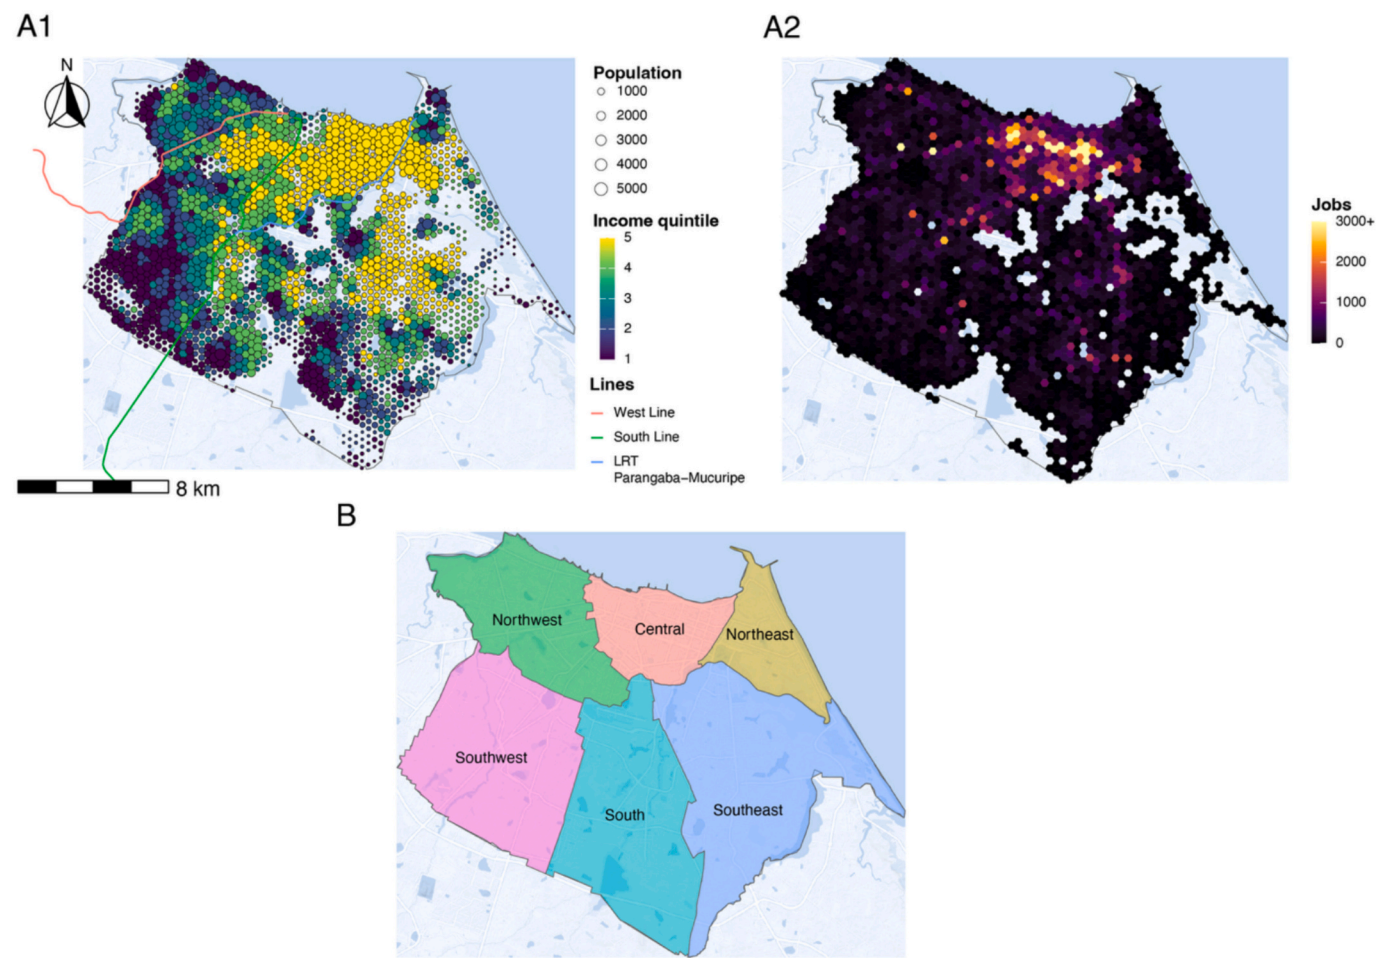 A1
A2
N
Population
1000
2000
3000
4000
5000
Income quintile
5
4
3
2
1
Lines
West Line
South Line
LRT
Parangaba−Mucuripe
8 km
Jobs
3000+
2000
1000
0
B
Northwest
Central
Northeast
Southwest
South
Southeast